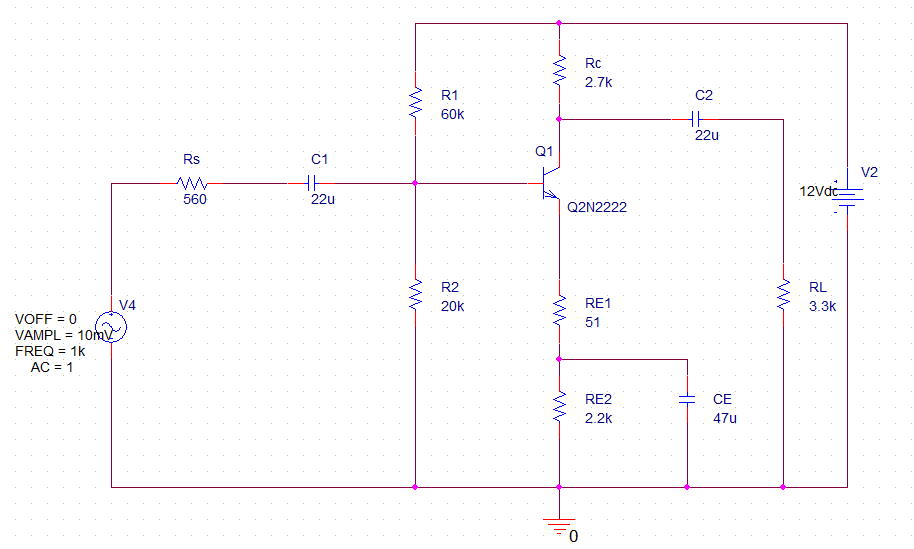 Rc
2.7k
R1
60k
C2
22u
Q1
Rs
560
C1
22u
V2
12Vdc
Q2N2222
R2
20k
RE1
51
RL
3.3k
V4
VOFF = 0
VAMPL = 10mV
FREQ = 1k
AC = 1
RE2
2.2k
CE
47u
0